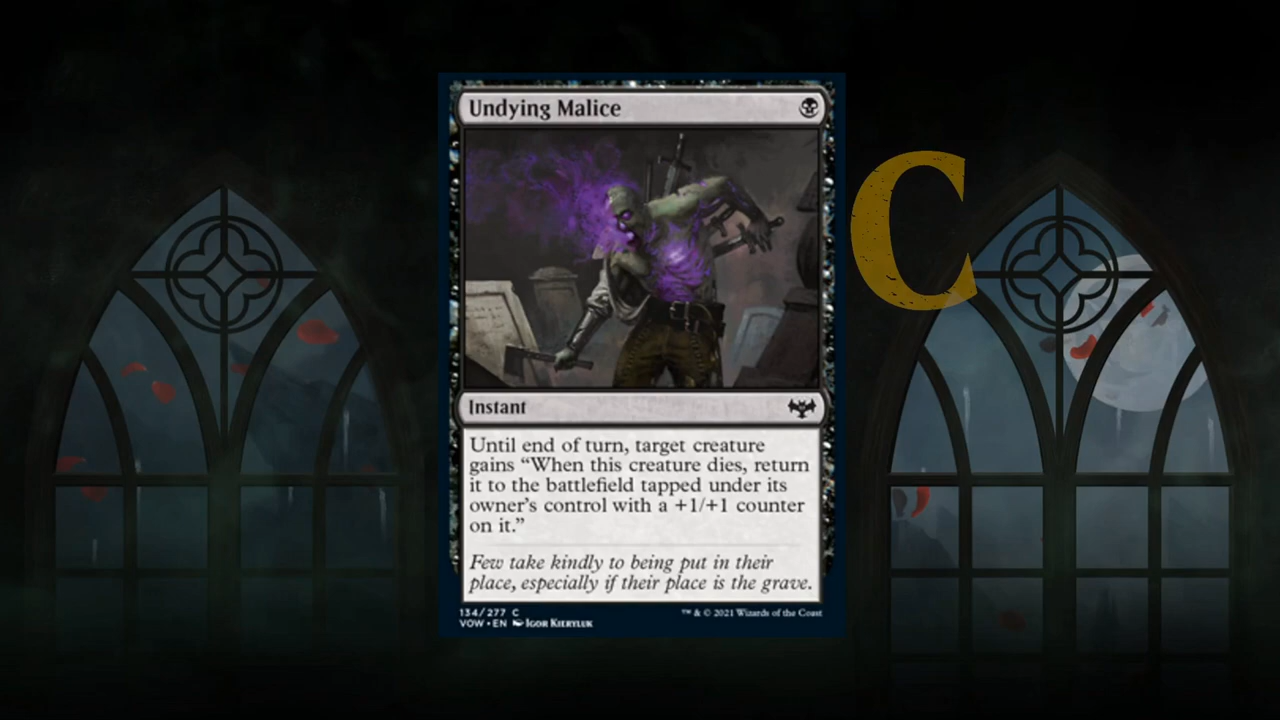 Undying Malice
C
Instant
Until end of turn, target creature
gains “When this creature dies, return
it to the battlefield tapped under its
owner's control with a +1/+1 counter
on it.”
Few take kindly to being put in their
place, especially if their place is the grave.
134/277 C
™ & © 2021 Wizards of the Coast
VOW • EN Igor Kieryluk